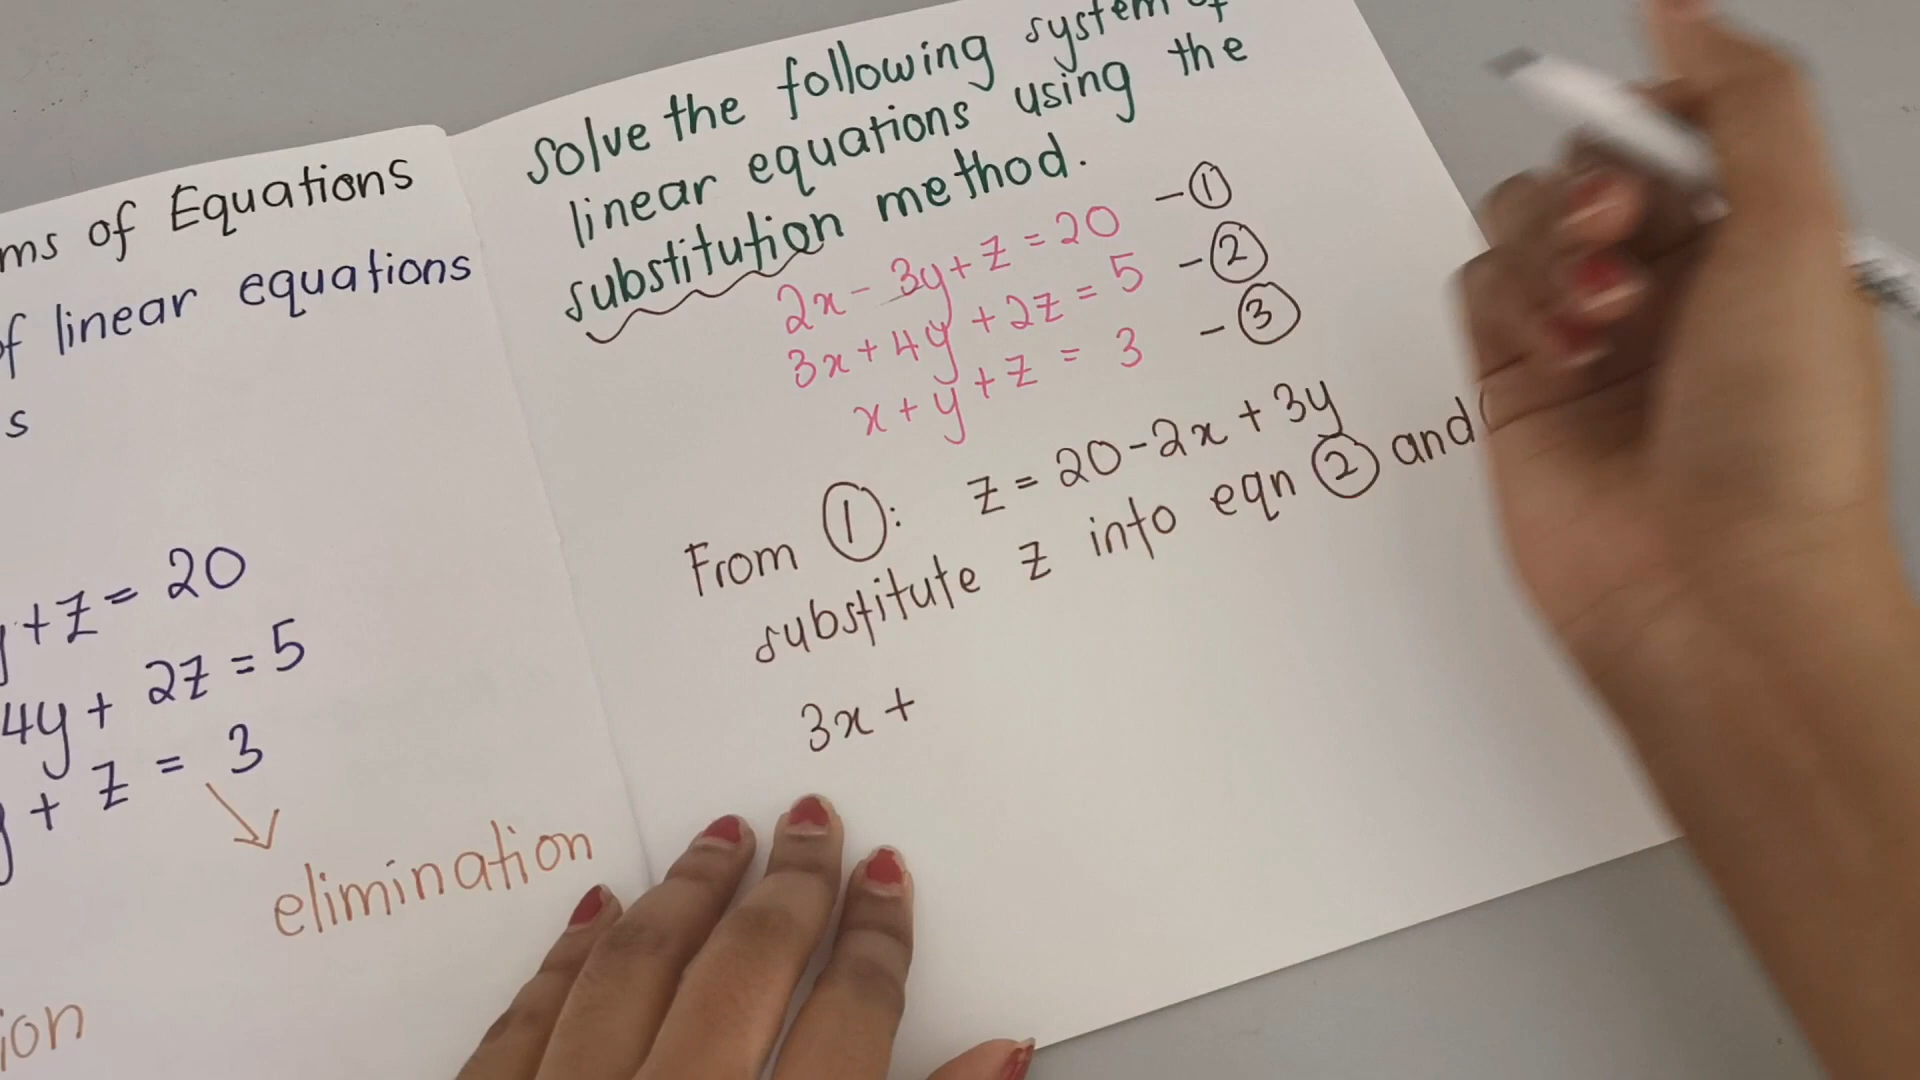 ms of Equations
f linear equations
s
y+z = 20
4y + 2z = 5
y + z = 3
elimination
ion
Solve the following system of
linear equations using the
substitution method.
2x - 3y + z = 20 - ①
3x + 4y + 2z = 5 - ②
x + y + z = 3 - ③
From ①: z = 20 - 2x + 3y
substitute z into eqn ② and
3x +